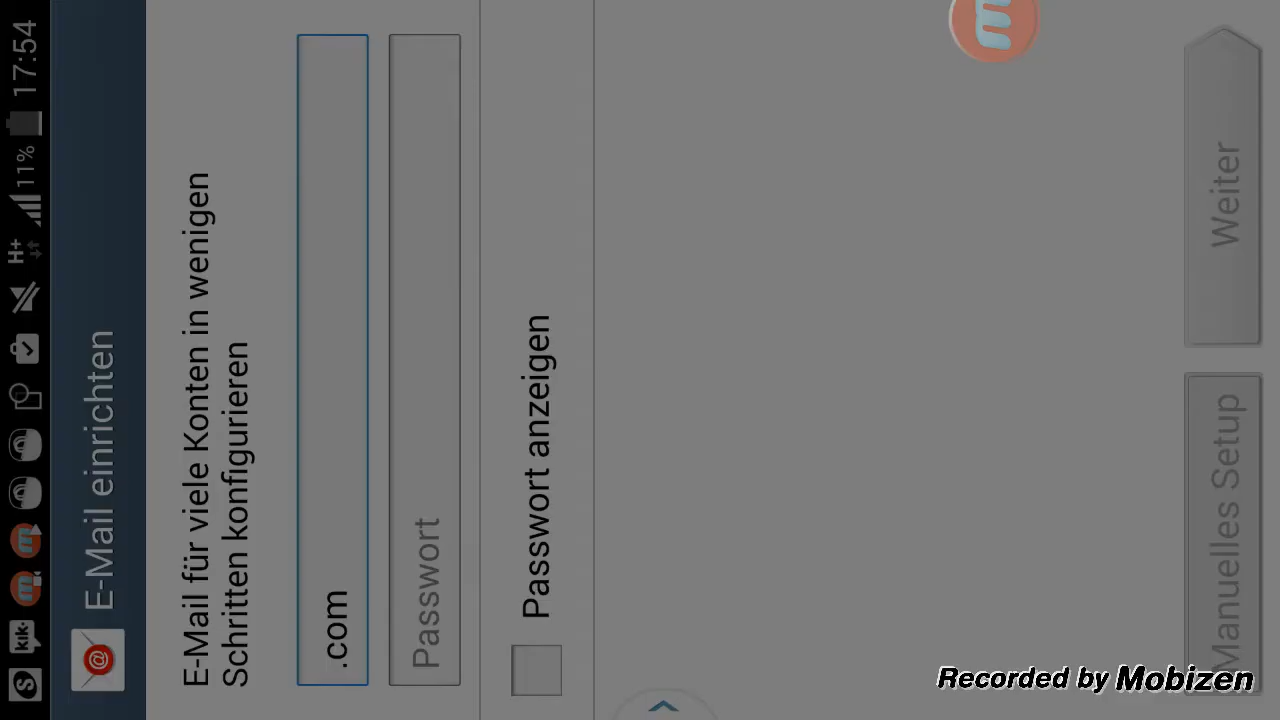 kik·
H+
11%
17:54
E-Mail einrichten
E-Mail für viele Konten in wenigen
Schritten konfigurieren
.com
Passwort
Passwort anzeigen
Manuelles Setup
Weiter
Recorded by Mobizen